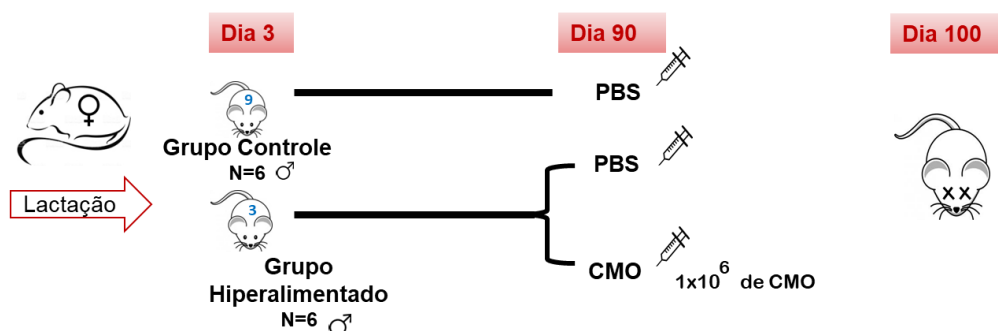 Dia 3
Dia 90
Dia 100
9
PBS
Grupo Controle
N=6 ♂
PBS
♀
Lactação
3
Grupo
Hiperalimentado
N=6 ♂
CMO
1x10⁶ de CMO
X X